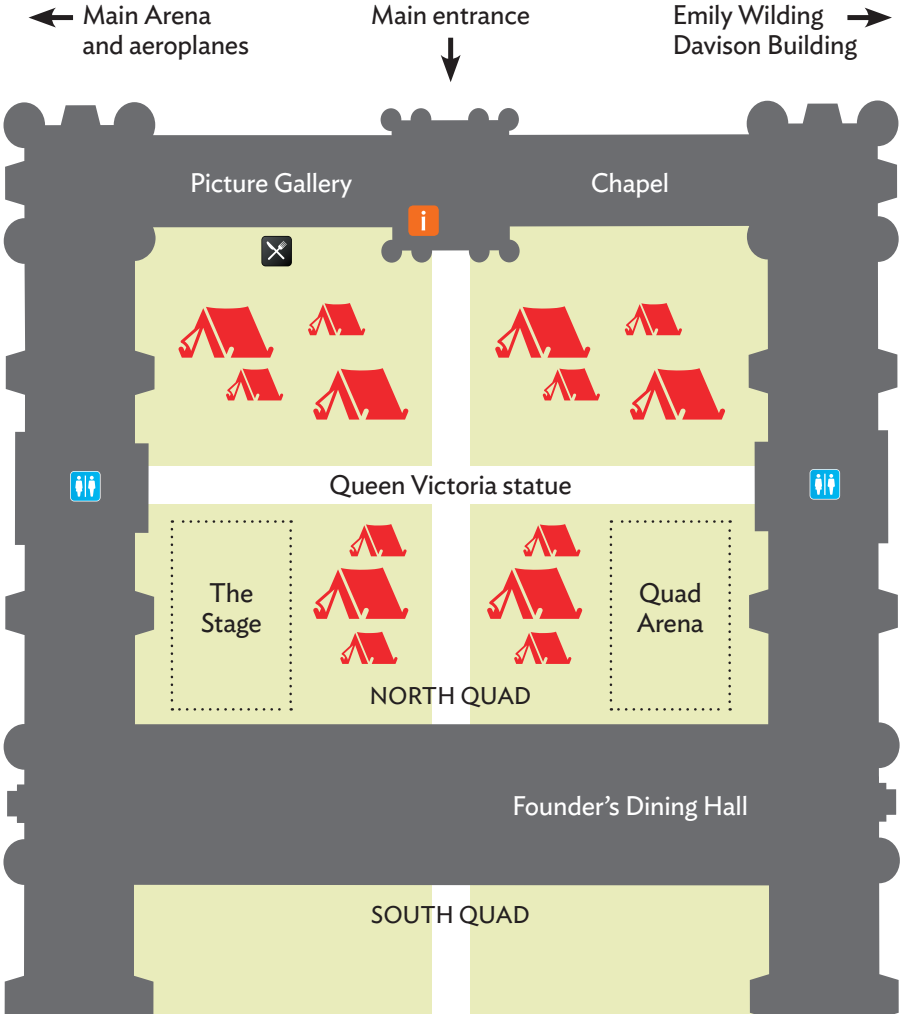 Main Arena
and aeroplanes
Main entrance
Emily Wilding
Davison Building
Picture Gallery
Chapel
i
Queen Victoria statue
The
Stage
Quad
Arena
NORTH QUAD
Founder’s Dining Hall
SOUTH QUAD